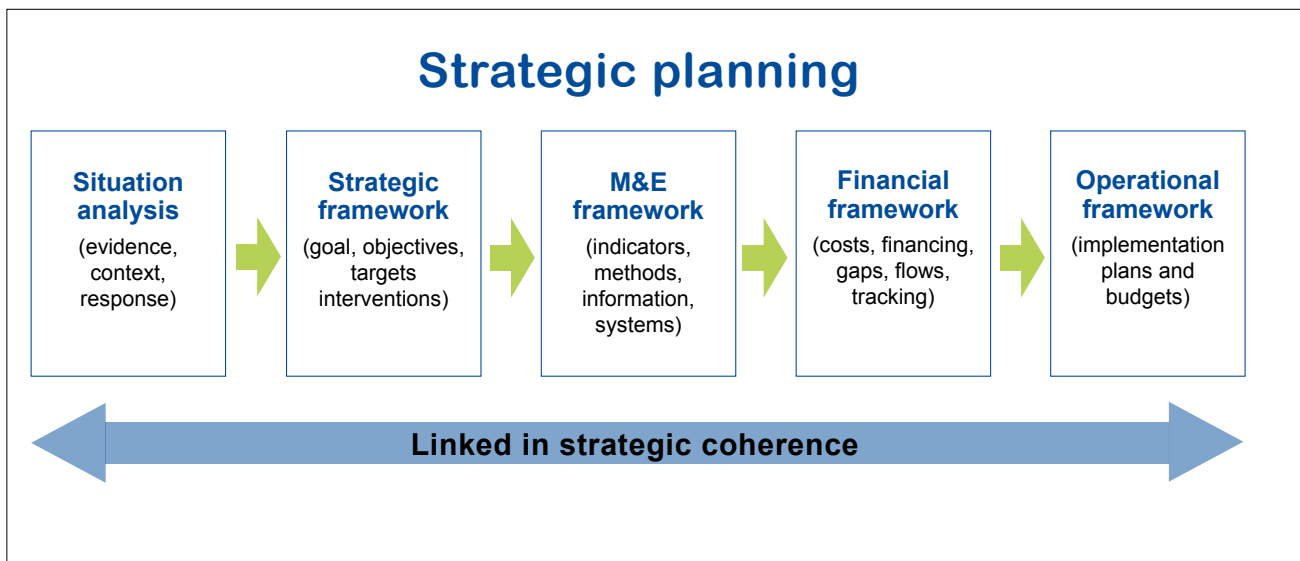 Strategic planning
Situation
analysis
(evidence,
context,
response)
Strategic
framework
(goal, objectives,
targets
interventions)
M&E
framework
(indicators,
methods,
information,
systems)
Financial
framework
(costs, financing,
gaps, flows,
tracking)
Operational
framework
(implementation
plans and
budgets)
Linked in strategic coherence